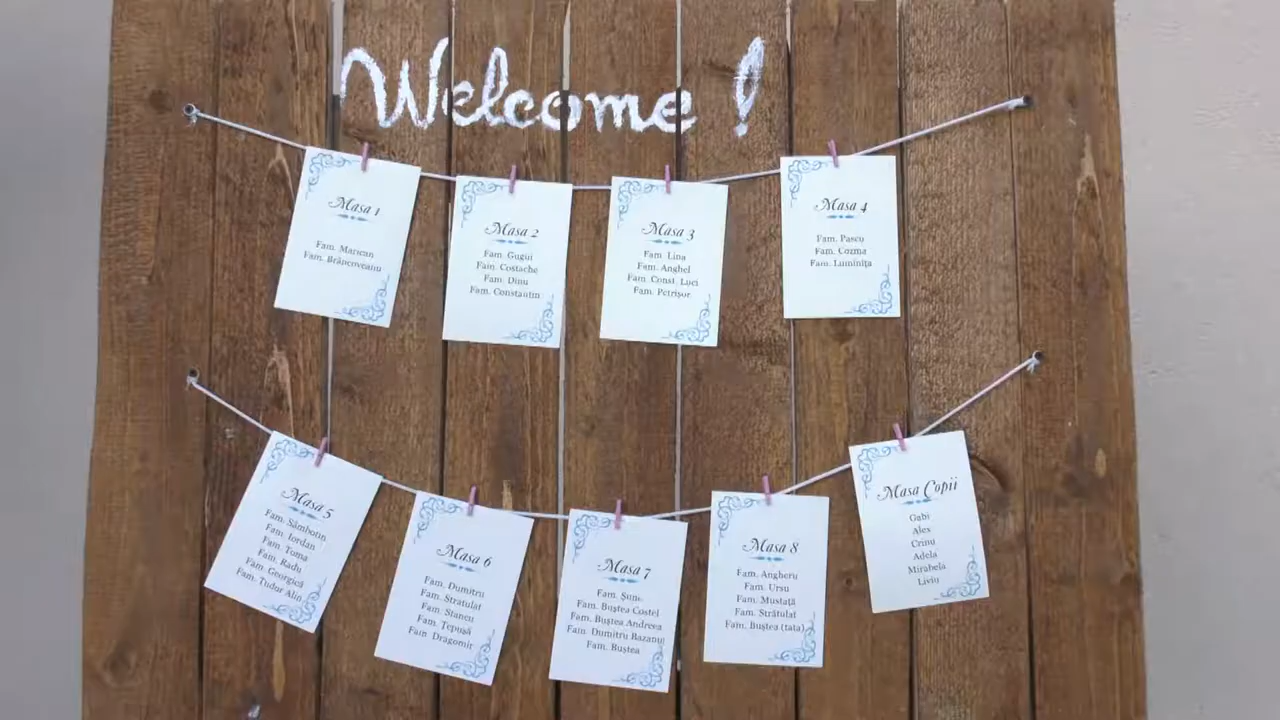 Welcome !
Masa 1
Fam. Marican
Fam. Brâncoveanu
Masa 2
Fam. Gugui
Fam. Costache
Fam. Dinu
Fam. Constantin
Masa 3
Fam. Lina
Fam. Anghel
Fam. Const. Luci
Fam. Petrișor
Masa 4
Fam. Pascu
Fam. Cozma
Fam. Luminița
Masa 5
Fam. Sâmbotin
Fam. Iordan
Fam. Toma
Fam. Radu
Fam. Georgică
Fam. Tudor Alin
Masa 6
Fam. Dumitru
Fam. Stratulat
Fam. Stancu
Fam. Țepușă
Fam. Dragomir
Masa 7
Fam.
Fam. Buștea Costel
Fam. Buștea Andreea
Fam. Dumitru Bazanu
Fam. Buștea
Masa 8
Fam. Angheru
Fam. Ursu
Fam. Mustață
Fam. Strătulat
Fam. Buștea (tata)
Masa Copii
Gabi
Alex
Crinu
Adela
Mirabela
Liviu